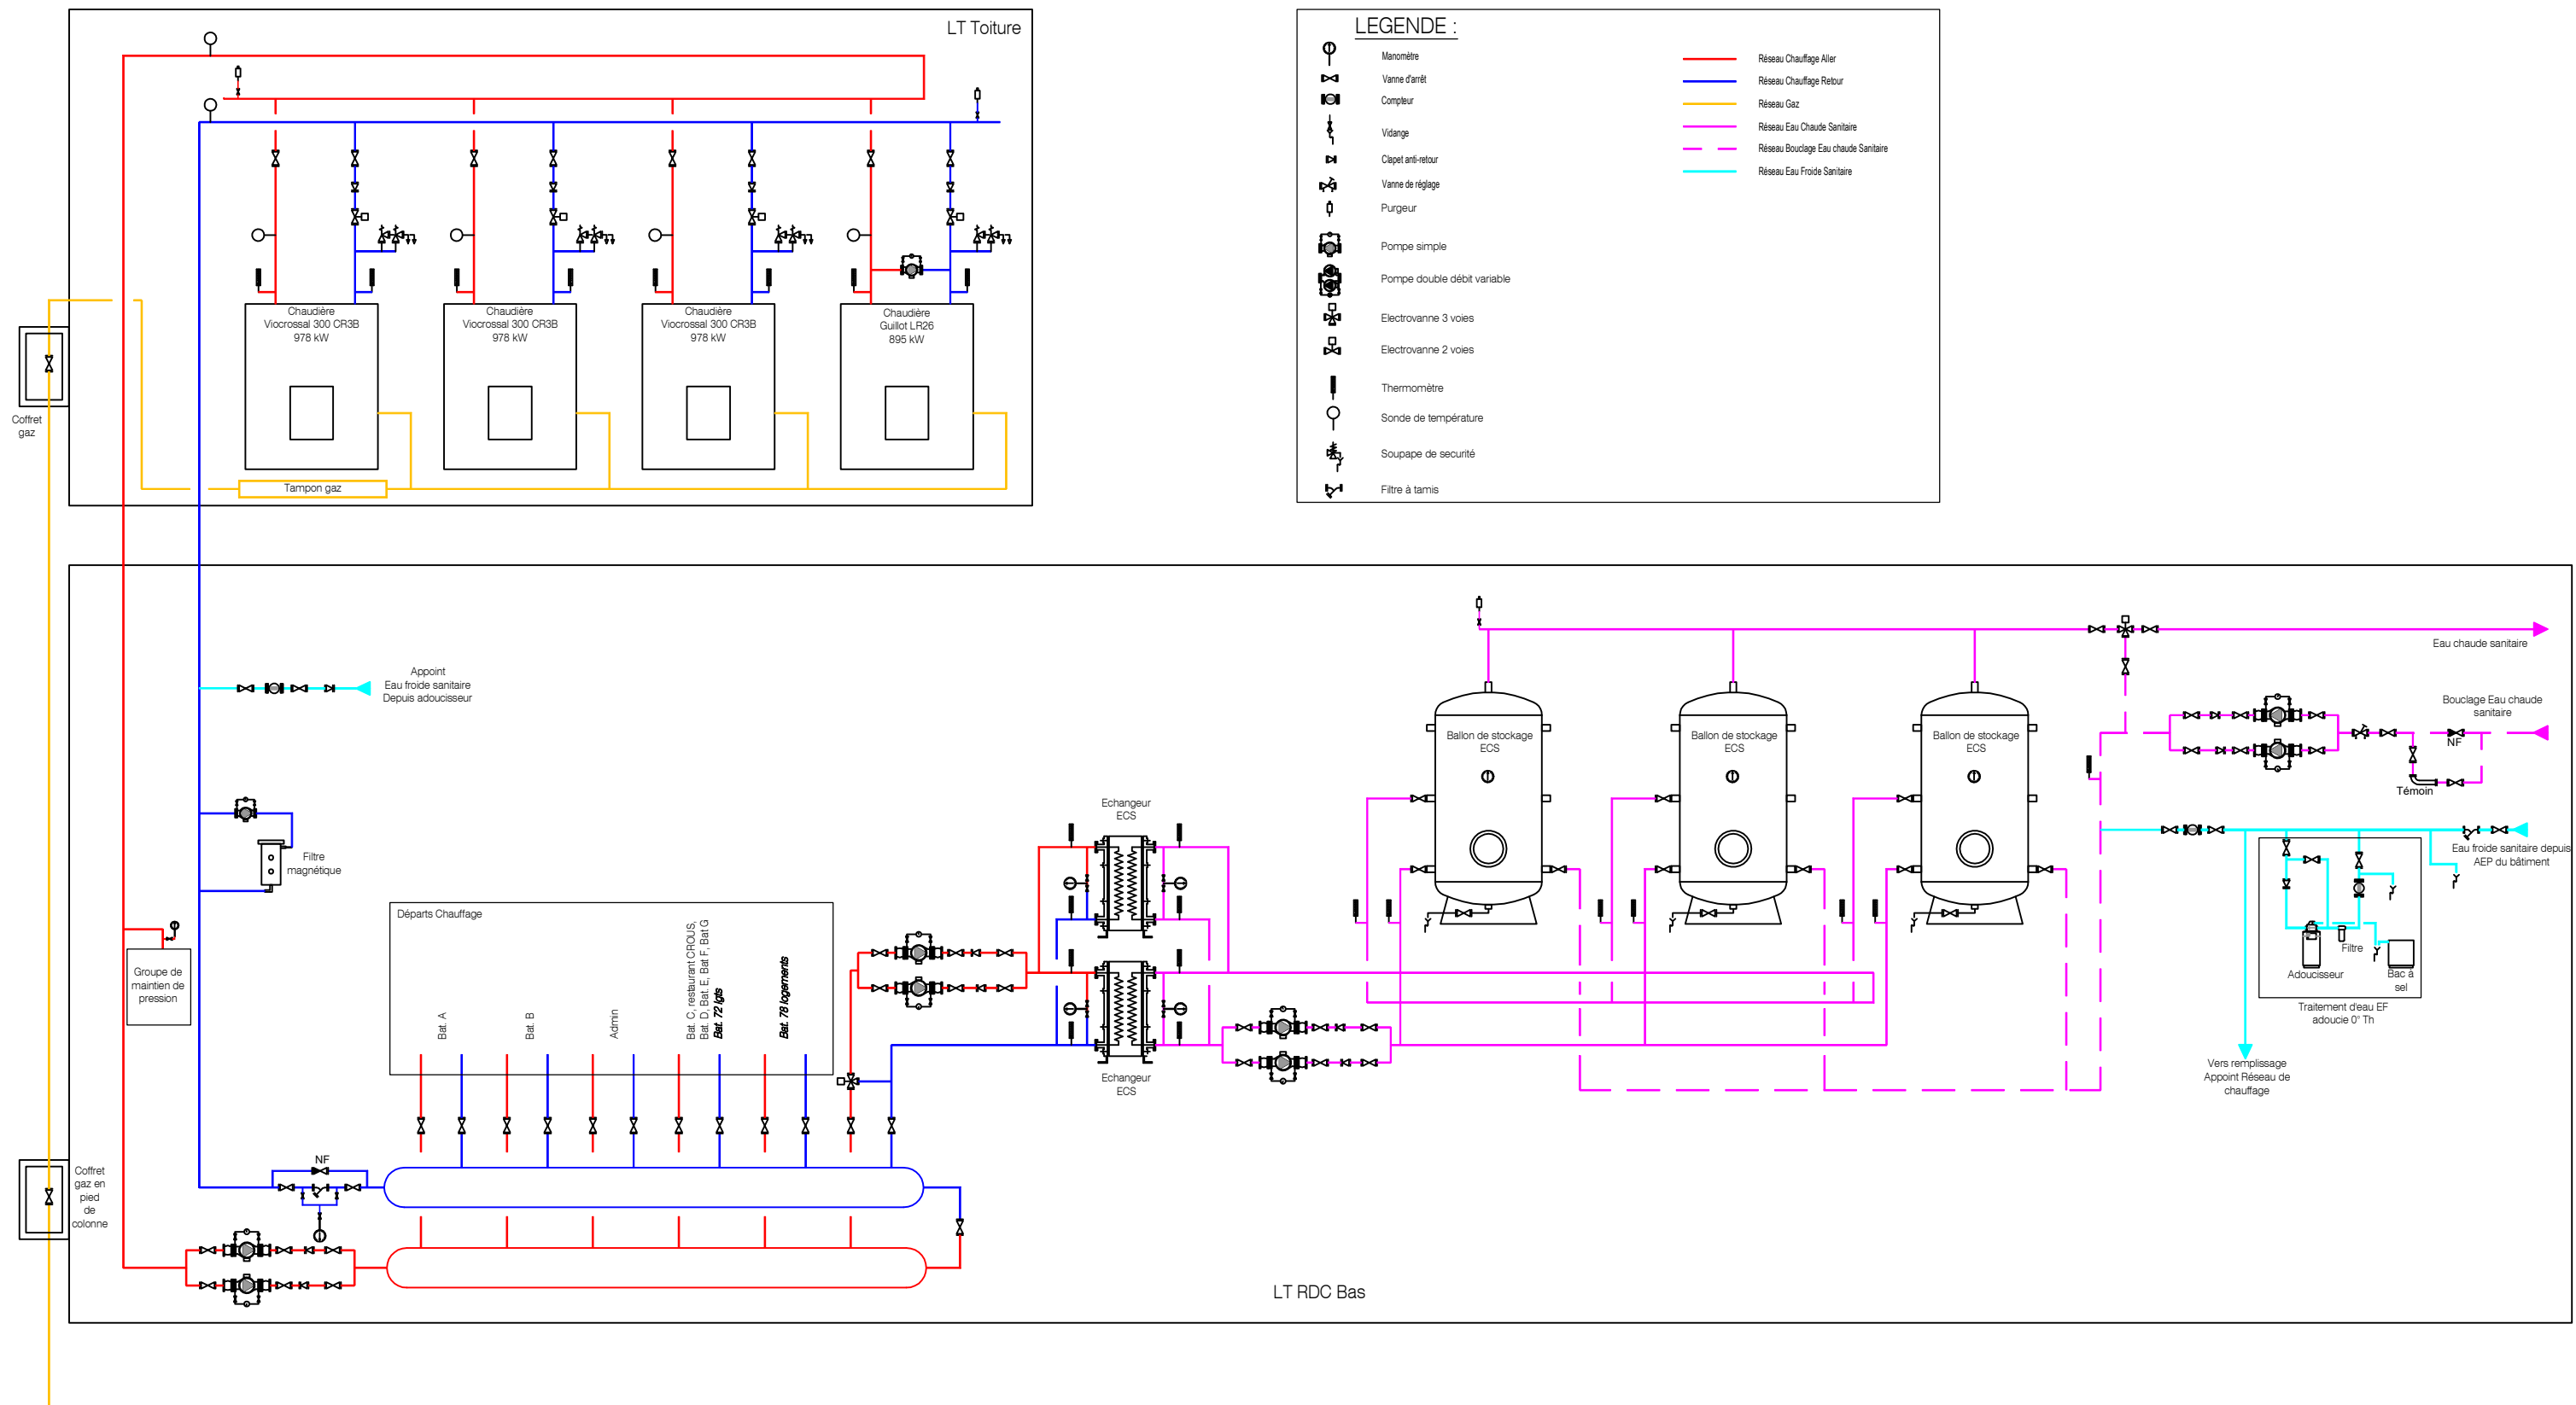 LT Toiture
Chaudière
Viocrossal 300 CR3B
978 kW
Chaudière
Viocrossal 300 CR3B
978 kW
Chaudière
Viocrossal 300 CR3B
978 kW
Chaudière
Guillot LR26
895 kW
Coffret
gaz
Tampon gaz
LEGENDE :
Manomètre
Vanne d'arrêt
Compteur
Vidange
Clapet anti-retour
Vanne de réglage
Purgeur
Pompe simple
Pompe double débit variable
Electrovanne 3 voies
Electrovanne 2 voies
Thermomètre
Sonde de température
Soupape de securité
Filtre à tamis
Réseau Chauffage Aller
Réseau Chauffage Retour
Réseau Gaz
Réseau Eau Chaude Sanitaire
Réseau Bouclage Eau chaude Sanitaire
Réseau Eau Froide Sanitaire
Appoint
Eau froide sanitaire
Depuis adoucisseur
Filtre
magnétique
Groupe de
maintien de
pression
Départs Chauffage
Bat. A
Bat. B
Admin
Bat. C, restaurant CROUS,
Bat. D, Bat. E, Bat F, Bat G
Bat. 72 lgts
Bat. 78 logements
Echangeur
ECS
Echangeur
ECS
Ballon de stockage
ECS
Ballon de stockage
ECS
Ballon de stockage
ECS
Eau chaude sanitaire
Bouclage Eau chaude
sanitaire
NF
Témoin
Eau froide sanitaire depuis
AEP du bâtiment
Filtre
Adoucisseur
Bac à
sel
Traitement d'eau EF
adoucie 0° Th
Vers remplissage
Appoint Réseau de
chauffage
NF
Coffret
gaz en
pied
de
colonne
LT RDC Bas